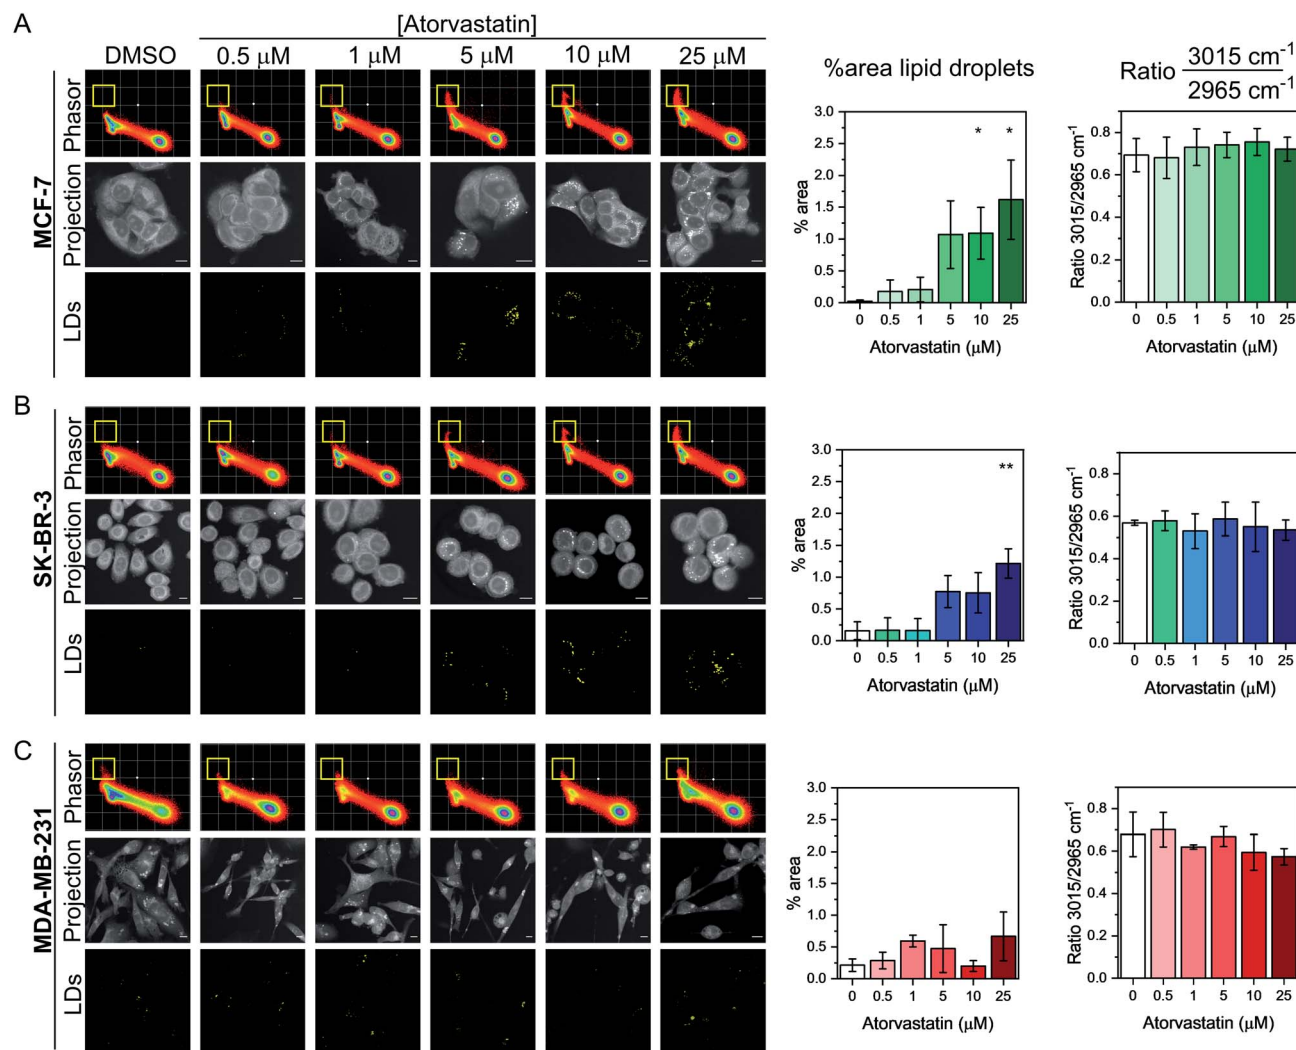 A
[Atorvastatin]
DMSO 0.5 μM 1 μM 5 μM 10 μM 25 μM
MCF-7
Phasor
Projection
LDs
%area lipid droplets
% area
3.0
2.5
2.0
1.5
1.0
0.5
0.0
* *
0 0.5 1 5 10 25
Atorvastatin (μM)
Ratio 3015 cm⁻¹
2965 cm⁻¹
Ratio 3015/2965 cm⁻¹
0.8
0.6
0.4
0.2
0.0
0 0.5 1 5 10 25
Atorvastatin (μM)
B
SK-BR-3
Phasor
Projection
LDs
% area
3.0
2.5
2.0
1.5
1.0
0.5
0.0
**
0 0.5 1 5 10 25
Atorvastatin (μM)
Ratio 3015/2965 cm⁻¹
0.8
0.6
0.4
0.2
0.0
0 0.5 1 5 10 25
Atorvastatin (μM)
C
MDA-MB-231
Phasor
Projection
LDs
% area
3.0
2.5
2.0
1.5
1.0
0.5
0.0
0 0.5 1 5 10 25
Atorvastatin (μM)
Ratio 3015/2965 cm⁻¹
0.8
0.6
0.4
0.2
0.0
0 0.5 1 5 10 25
Atorvastatin (μM)